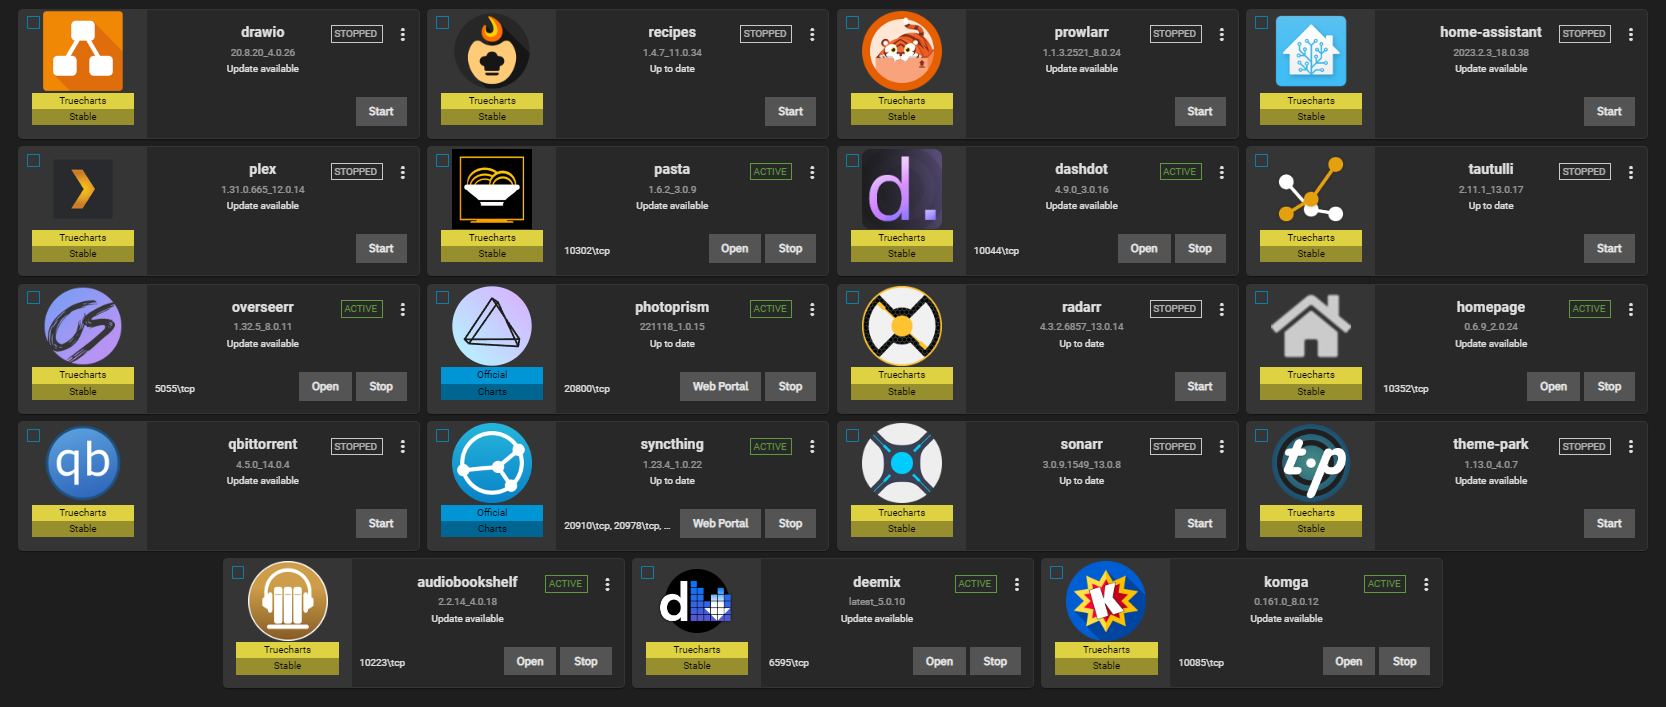 drawio
STOPPED
20.8.20_4.0.26
Update available
Truecharts
Stable
Start
recipes
STOPPED
1.4.7_11.0.34
Up to date
Truecharts
Stable
Start
prowlarr
STOPPED
1.1.3.2521_8.0.24
Update available
Truecharts
Stable
Start
home-assistant
STOPPED
2023.2.3_18.0.38
Update available
Truecharts
Stable
Start
plex
STOPPED
1.31.0.665_12.0.14
Update available
Truecharts
Stable
Start
pasta
ACTIVE
1.6.2_3.0.9
Update available
Truecharts
Stable
10302\tcp
Open
Stop
d.
dashdot
ACTIVE
4.9.0_3.0.16
Update available
Truecharts
Stable
10044\tcp
Open
Stop
tautulli
STOPPED
2.11.1_13.0.17
Up to date
Truecharts
Stable
Start
OS
overseerr
ACTIVE
1.32.5_8.0.11
Update available
Truecharts
Stable
5055\tcp
Open
Stop
photoprism
ACTIVE
221118_1.0.15
Up to date
Official
Charts
20800\tcp
Web Portal
Stop
radarr
STOPPED
4.3.2.6857_13.0.14
Up to date
Truecharts
Stable
Start
homepage
ACTIVE
0.6.9_2.0.24
Update available
Truecharts
Stable
10352\tcp
Open
Stop
qb
qbittorrent
STOPPED
4.5.0_14.0.4
Update available
Truecharts
Stable
Start
syncthing
ACTIVE
1.23.4_1.0.22
Up to date
Official
Charts
20910\tcp, 20978\tcp, ...
Web Portal
Stop
sonarr
STOPPED
3.0.9.1549_13.0.8
Up to date
Truecharts
Stable
Start
t.p
theme-park
STOPPED
1.13.0_4.0.7
Update available
Truecharts
Stable
Start
audiobookshelf
ACTIVE
2.2.14_4.0.18
Update available
Truecharts
Stable
10223\tcp
Open
Stop
d
deemix
ACTIVE
latest_5.0.10
Update available
Truecharts
Stable
6595\tcp
Open
Stop
K
komga
ACTIVE
0.161.0_8.0.12
Update available
Truecharts
Stable
10085\tcp
Open
Stop